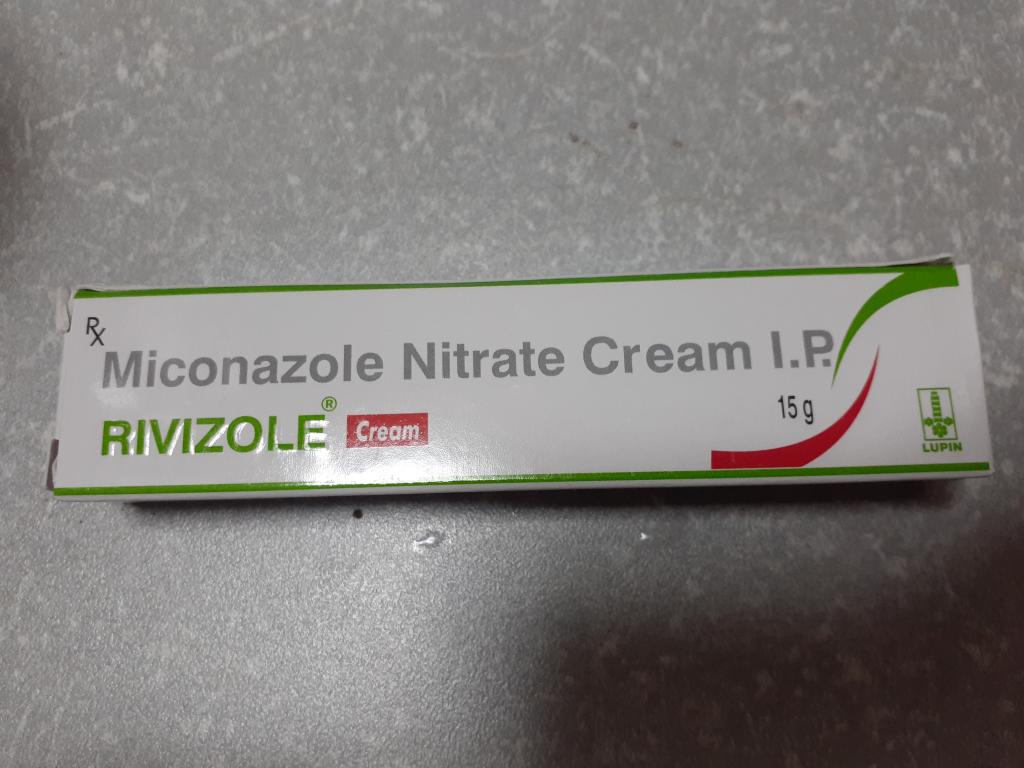 Rx
Miconazole Nitrate Cream I.P.
RIVIZOLE® Cream
15 g
LUPIN